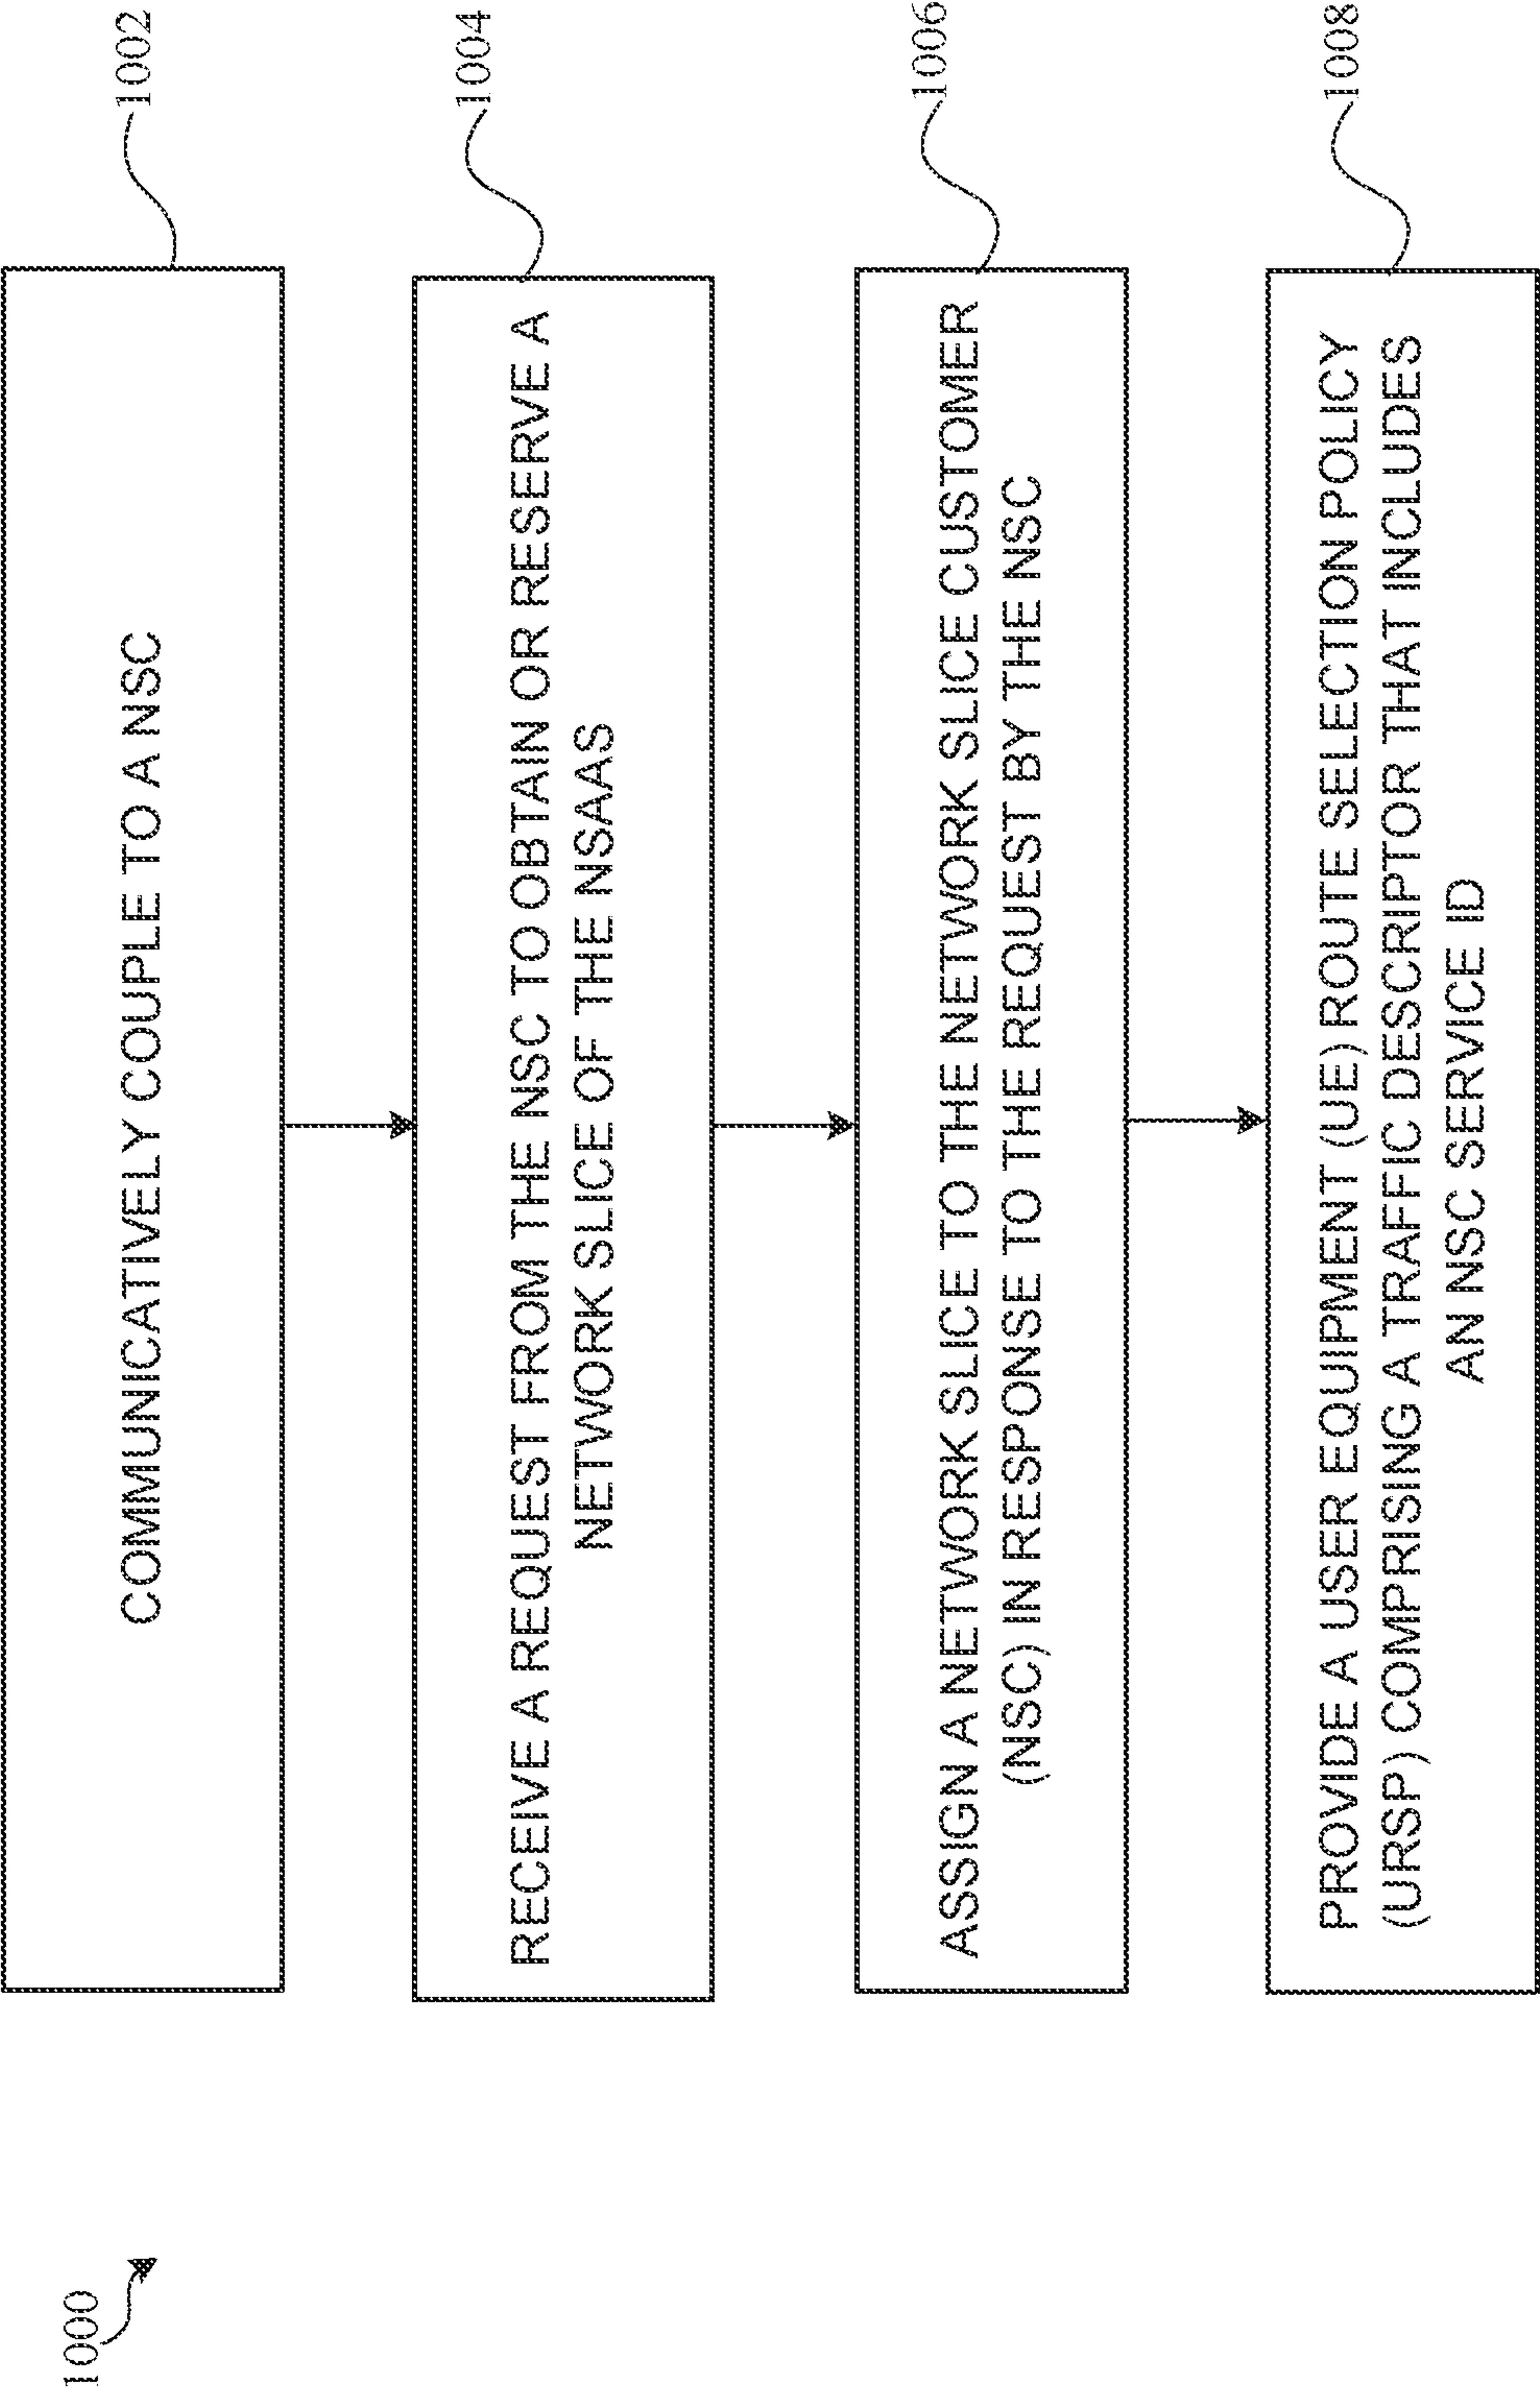 1000
1002
COMMUNICATIVELY COUPLE TO A NSC
1004
RECEIVE A REQUEST FROM THE NSC TO OBTAIN OR RESERVE A
NETWORK SLICE OF THE NSAAS
1006
ASSIGN A NETWORK SLICE TO THE NETWORK SLICE CUSTOMER
(NSC) IN RESPONSE TO THE REQUEST BY THE NSC
1008
PROVIDE A USER EQUIPMENT (UE) ROUTE SELECTION POLICY
(URSP) COMPRISING A TRAFFIC DESCRIPTOR THAT INCLUDES
AN NSC SERVICE ID